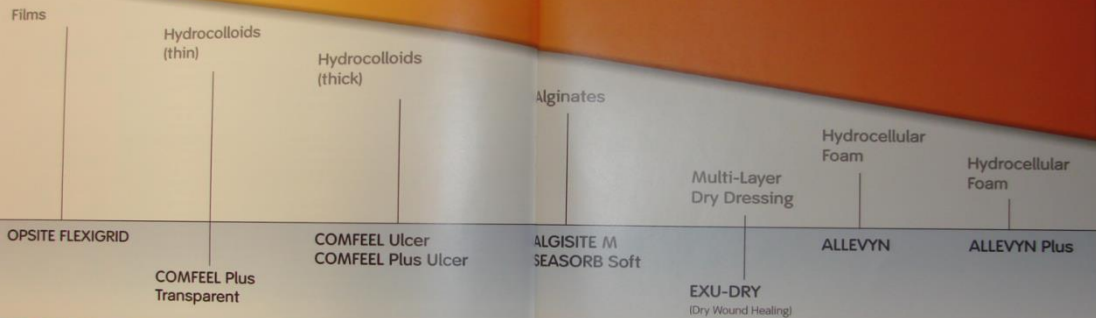 Films
Hydrocolloids
(thin)
Hydrocolloids
(thick)
Alginates
Multi-Layer
Dry Dressing
Hydrocellular
Foam
Hydrocellular
Foam
OPSITE FLEXIGRID
COMFEEL Plus
Transparent
COMFEEL Ulcer
COMFEEL Plus Ulcer
ALGISITE M
SEASORB Soft
EXU-DRY
(Dry Wound Healing)
ALLEVYN
ALLEVYN Plus